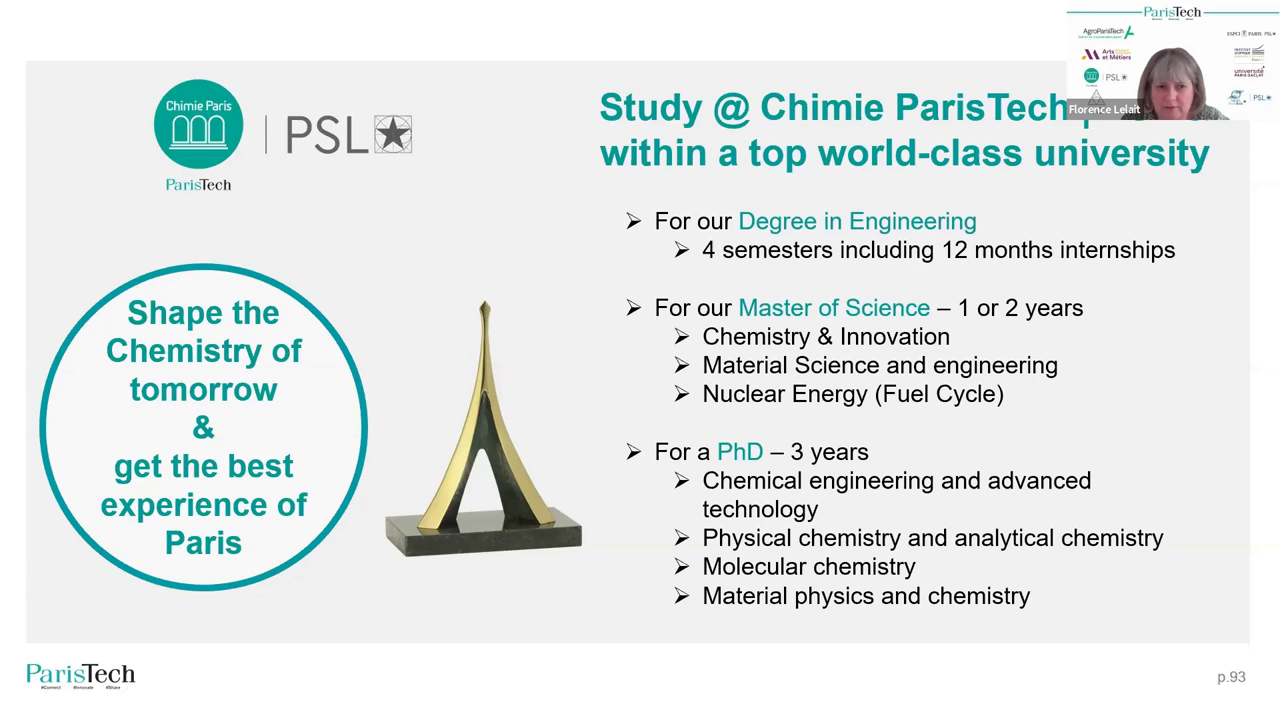 Chimie Paris
PSL
ParisTech
Study @ Chimie ParisTech
within a top world-class university
For our Degree in Engineering
4 semesters including 12 months internships
For our Master of Science – 1 or 2 years
Chemistry & Innovation
Material Science and engineering
Nuclear Energy (Fuel Cycle)
For a PhD – 3 years
Chemical engineering and advanced
technology
Physical chemistry and analytical chemistry
Molecular chemistry
Material physics and chemistry
Shape the
Chemistry of
tomorrow
&
get the best
experience of
Paris
ParisTech
#Connect #Innovate #Share
p.93
ParisTech
AgroParisTech
Arts
et Métiers
PSL
ESPCI PARIS PSL
université
PARIS-SACLAY
PSL
Florence Lelait